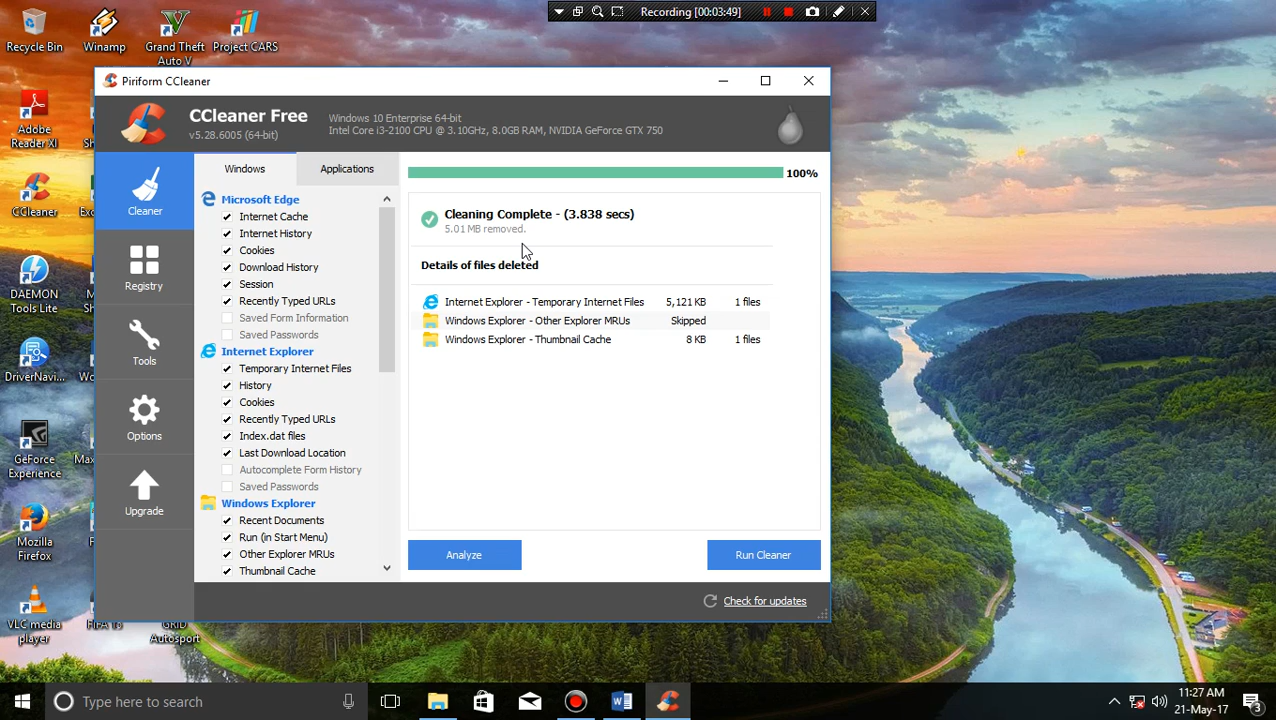 Recording [00:03:49]
Recycle Bin
Winamp
Grand Theft Auto V
Project CARS
Adobe Reader XI
CCleaner
DAEMON Tools Lite
DriverNavi...
GeForce Experience
Mozilla Firefox
VLC media player
FIFA 13
GRID Autosport
Piriform CCleaner
CCleaner Free
v5.28.6005 (64-bit)
Windows 10 Enterprise 64-bit
Intel Core i3-2100 CPU @ 3.10GHz, 8.0GB RAM, NVIDIA GeForce GTX 750
Cleaner
Registry
Tools
Options
Upgrade
Windows
Applications
Microsoft Edge
Internet Cache
Internet History
Cookies
Download History
Session
Recently Typed URLs
Saved Form Information
Saved Passwords
Internet Explorer
Temporary Internet Files
History
Cookies
Recently Typed URLs
Index.dat files
Last Download Location
Autocomplete Form History
Saved Passwords
Windows Explorer
Recent Documents
Run (in Start Menu)
Other Explorer MRUs
Thumbnail Cache
100%
Cleaning Complete - (3.838 secs)
5.01 MB removed.
Details of files deleted
Internet Explorer - Temporary Internet Files 5,121 KB 1 files
Windows Explorer - Other Explorer MRUs Skipped
Windows Explorer - Thumbnail Cache 8 KB 1 files
Analyze
Run Cleaner
Check for updates
Type here to search
11:27 AM
21-May-17
3